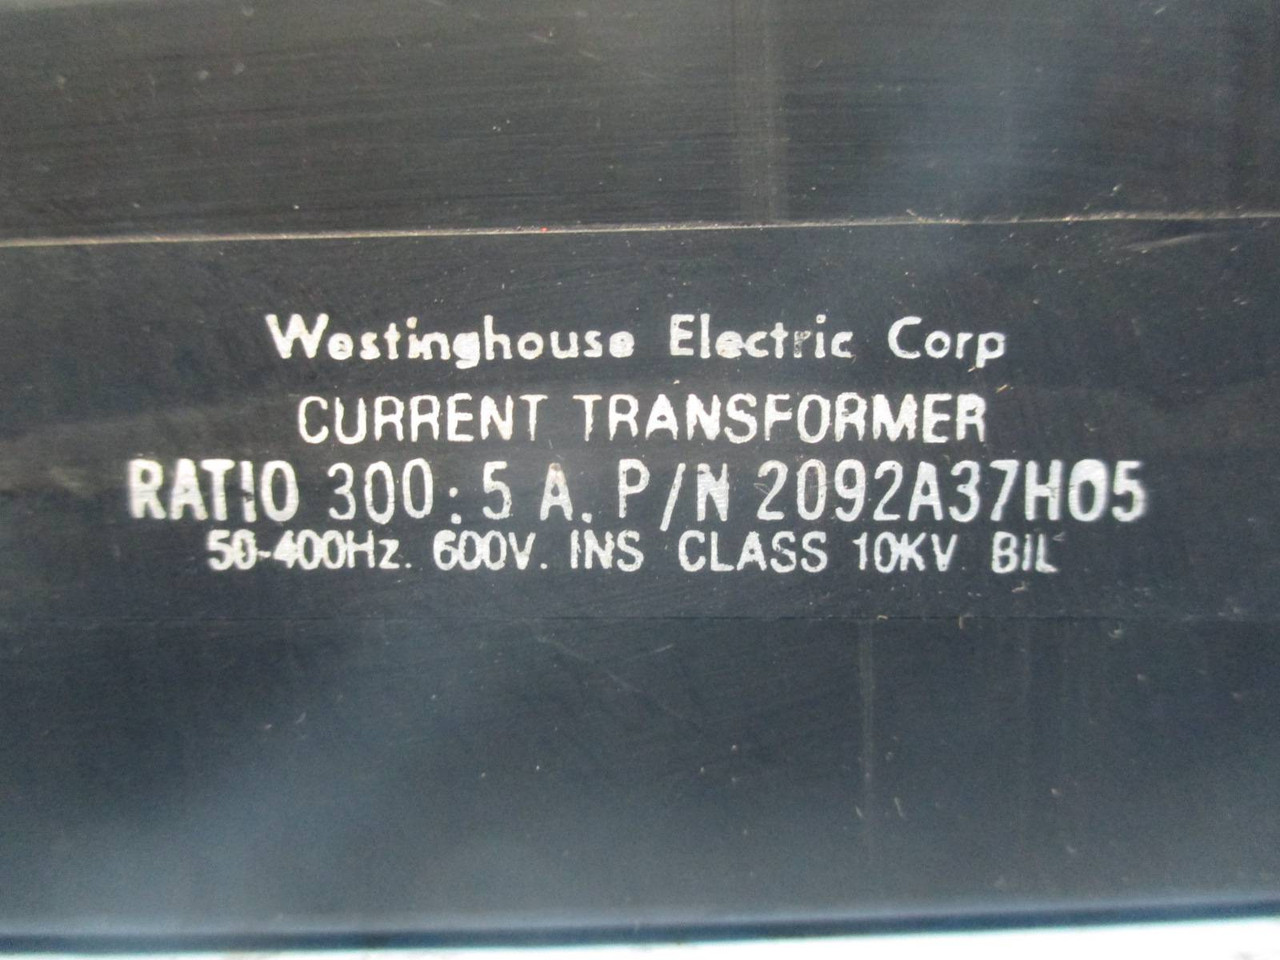 Westinghouse Electric Corp
CURRENT TRANSFORMER
RATIO 300:5 A. P/N 2092A37H05
50-400Hz. 600V. INS CLASS 10KV BIL